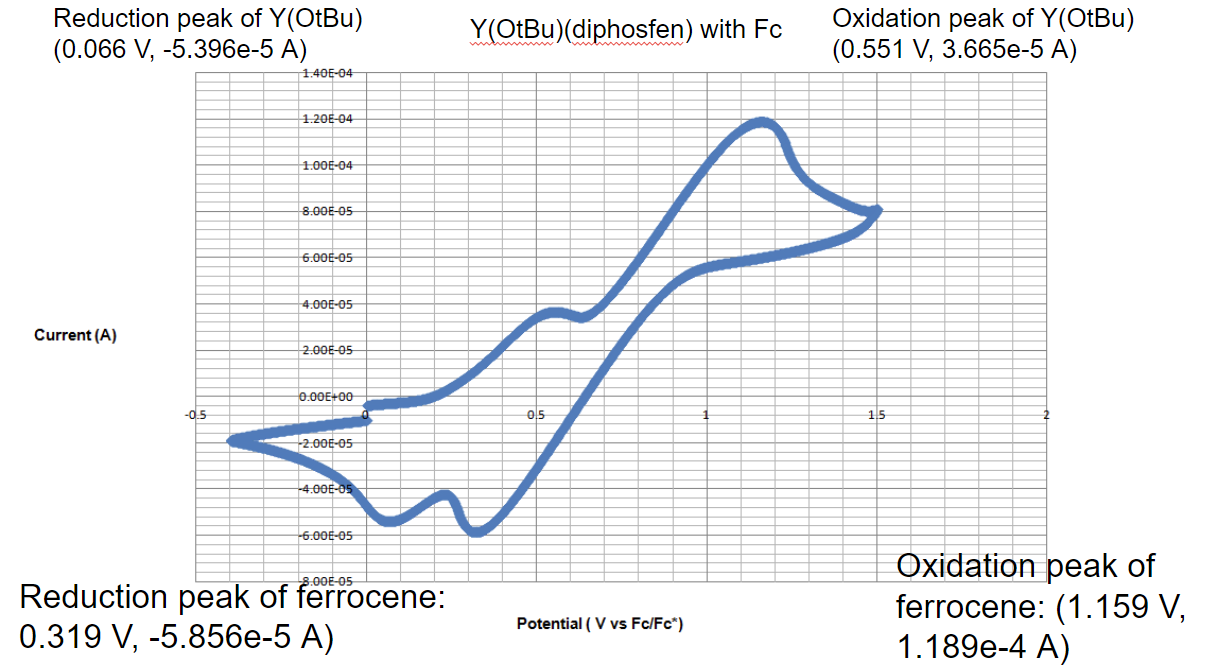 Reduction peak of Y(OtBu)
(0.066 V, -5.396e-5 A)
Y(OtBu)(diphosfen) with Fc
Oxidation peak of Y(OtBu)
(0.551 V, 3.665e-5 A)
1.40E-04
1.20E-04
1.00E-04
8.00E-05
6.00E-05
4.00E-05
2.00E-05
0.00E+00
-2.00E-05
-4.00E-05
-6.00E-05
-8.00E-05
Current (A)
-0.5
0
0.5
1
1.5
2
Potential ( V vs Fc/Fc*)
Reduction peak of ferrocene:
0.319 V, -5.856e-5 A)
Oxidation peak of
ferrocene: (1.159 V,
1.189e-4 A)